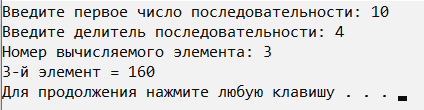 Введите первое число последовательности: 10
Введите делитель последовательности: 4
Номер вычисляемого элемента: 3
3-й элемент = 160
Для продолжения нажмите любую клавишу . . .